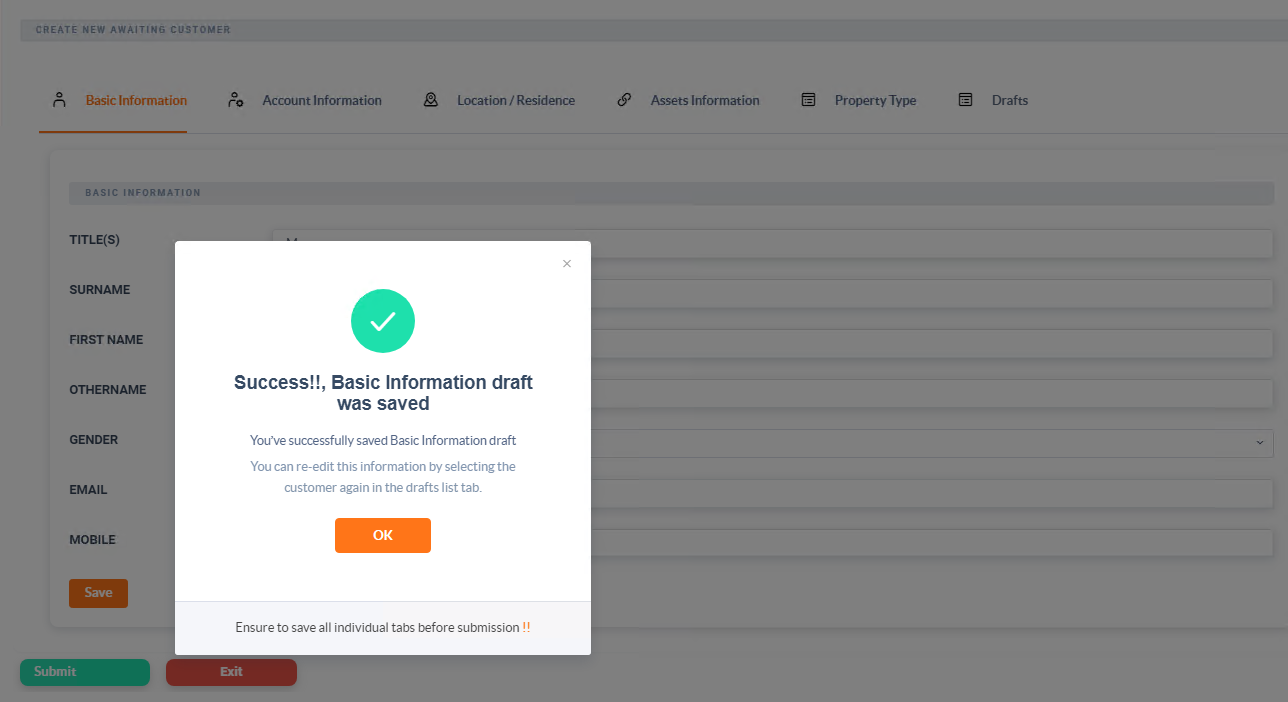 CREATE NEW AWAITING CUSTOMER
Basic Information
Account Information
Location / Residence
Assets Information
Property Type
Drafts
BASIC INFORMATION
TITLE(S)
SURNAME
FIRST NAME
OTHERNAME
GENDER
EMAIL
MOBILE
Save
×
Success!!, Basic Information draft
was saved
You've successfully saved Basic Information draft
You can re-edit this information by selecting the
customer again in the drafts list tab.
OK
Ensure to save all individual tabs before submission !!
Submit
Exit